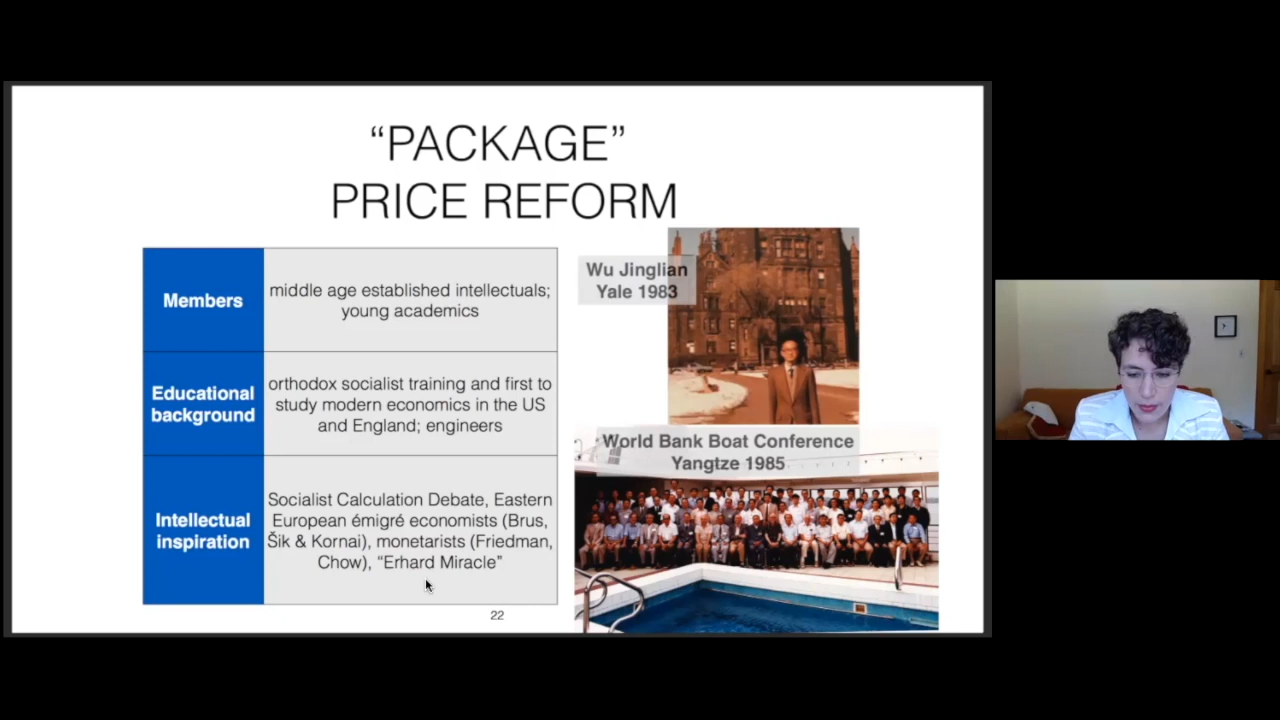 “PACKAGE”
PRICE REFORM
Members
middle age established intellectuals;
young academics
Educational
background
orthodox socialist training and first to
study modern economics in the US
and England; engineers
Intellectual
inspiration
Socialist Calculation Debate, Eastern
European émigré economists (Brus,
Šik & Kornai), monetarists (Friedman,
Chow), “Erhard Miracle”
Wu Jinglian
Yale 1983
World Bank Boat Conference
Yangtze 1985
22